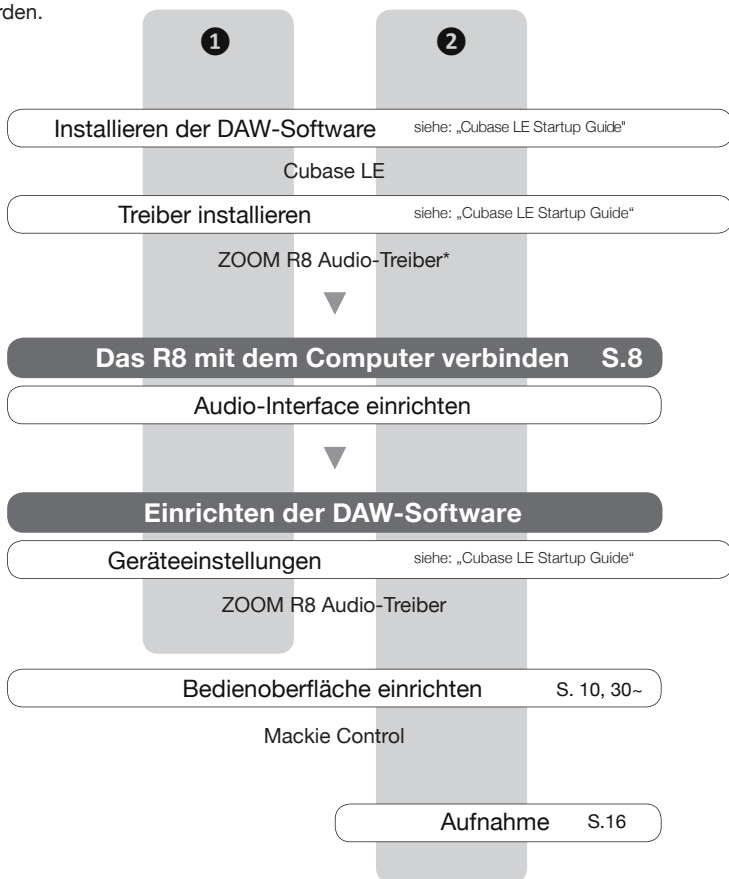 rden.
❶ ❷
Installieren der DAW-Software siehe: „Cubase LE Startup Guide"
Cubase LE
Treiber installieren siehe: „Cubase LE Startup Guide“
ZOOM R8 Audio-Treiber*
Das R8 mit dem Computer verbinden S.8
Audio-Interface einrichten
Einrichten der DAW-Software
Geräteeinstellungen siehe: „Cubase LE Startup Guide“
ZOOM R8 Audio-Treiber
Bedienoberfläche einrichten S. 10, 30~
Mackie Control
Aufnahme S.16